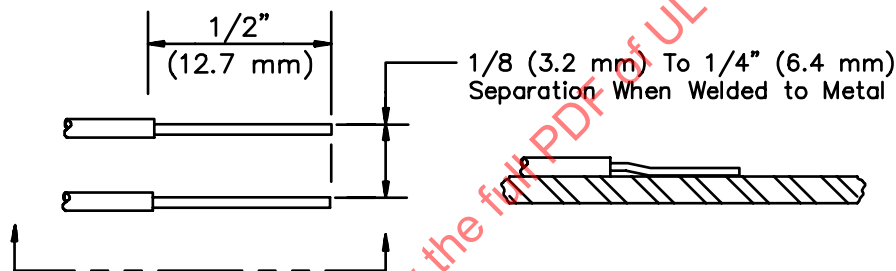 1/2"
(12.7 mm)
1/8 (3.2 mm) To 1/4" (6.4 mm)
Separation When Welded to Metal
the full PDF of UL